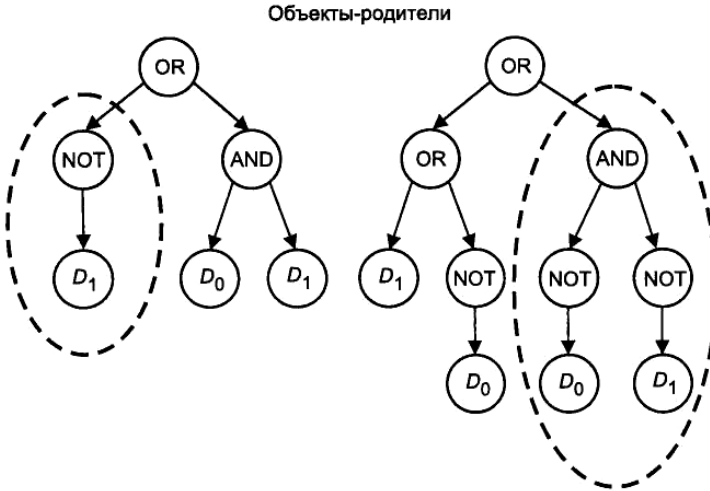 Объекты-родители
OR OR
NOT AND OR AND
D1 D0 D1 D1 NOT NOT NOT
D0 D0 D1